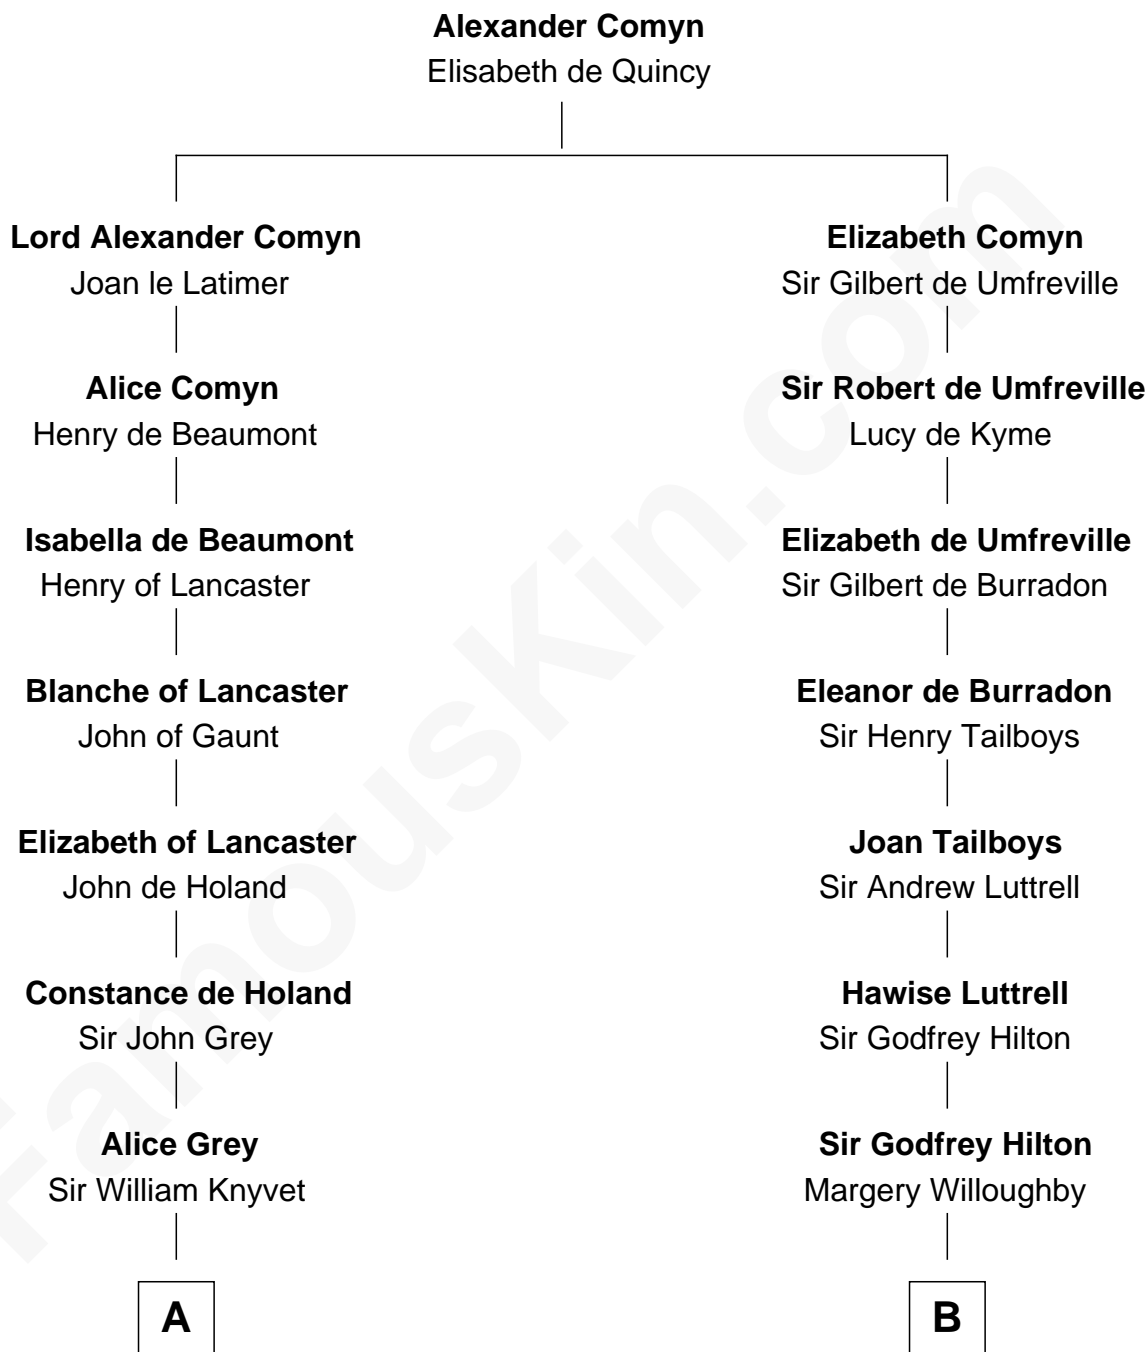 Alexander Comyn
Elisabeth de Quincy
Lord Alexander Comyn
Joan le Latimer
Alice Comyn
Henry de Beaumont
Isabella de Beaumont
Henry of Lancaster
Blanche of Lancaster
John of Gaunt
Elizabeth of Lancaster
John de Holand
Constance de Holand
Sir John Grey
Alice Grey
Sir William Knyvet
A
Elizabeth Comyn
Sir Gilbert de Umfreville
Sir Robert de Umfreville
Lucy de Kyme
Elizabeth de Umfreville
Sir Gilbert de Burradon
Eleanor de Burradon
Sir Henry Tailboys
Joan Tailboys
Sir Andrew Luttrell
Hawise Luttrell
Sir Godfrey Hilton
Sir Godfrey Hilton
Margery Willoughby
B
FamousKin.com